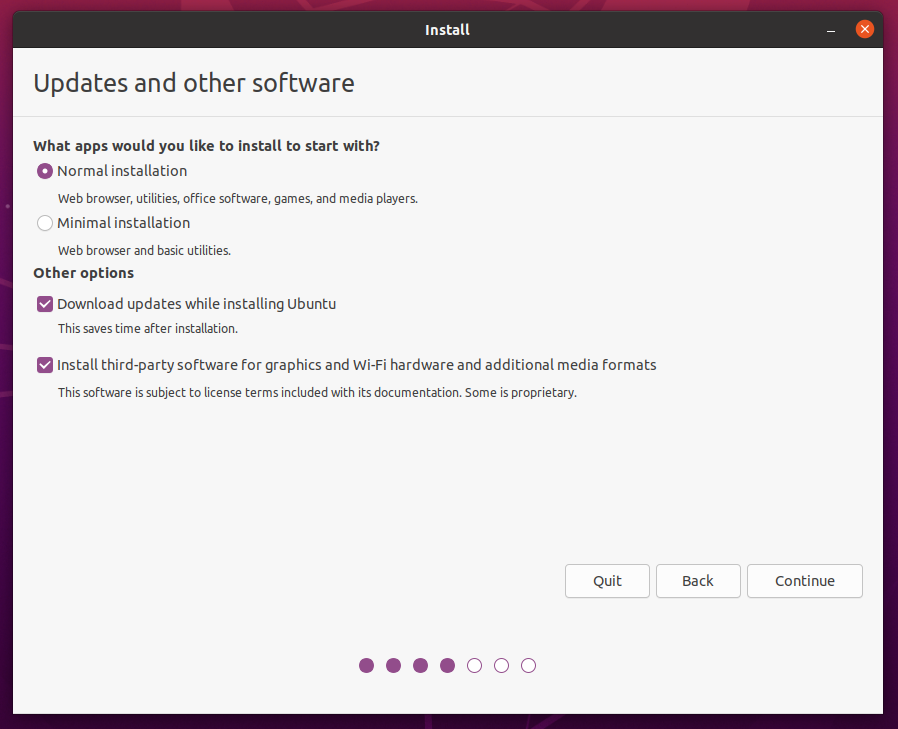 Install
Updates and other software
What apps would you like to install to start with?
Normal installation
Web browser, utilities, office software, games, and media players.
Minimal installation
Web browser and basic utilities.
Other options
Download updates while installing Ubuntu
This saves time after installation.
Install third-party software for graphics and Wi-Fi hardware and additional media formats
This software is subject to license terms included with its documentation. Some is proprietary.
Quit Back Continue